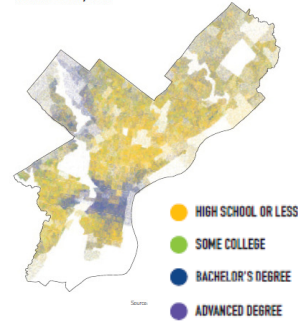 HIGH SCHOOL OR LESS
SOME COLLEGE
BACHELOR'S DEGREE
Source:
ADVANCED DEGREE